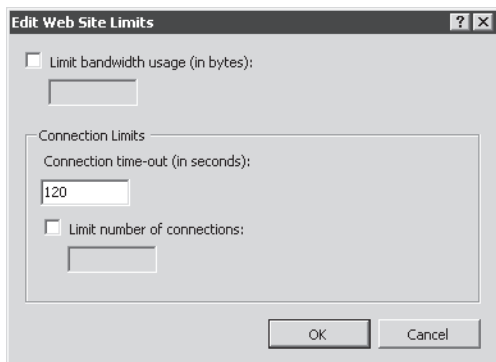 Edit Web Site Limits
Limit bandwidth usage (in bytes):
Connection Limits
Connection time-out (in seconds):
120
Limit number of connections:
OK Cancel